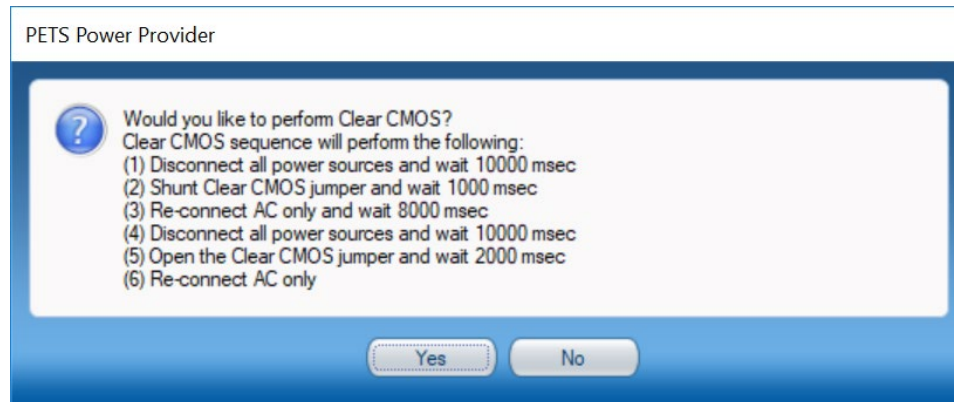 PETS Power Provider
Would you like to perform Clear CMOS?
Clear CMOS sequence will perform the following:
(1) Disconnect all power sources and wait 10000 msec
(2) Shunt Clear CMOS jumper and wait 1000 msec
(3) Re-connect AC only and wait 8000 msec
(4) Disconnect all power sources and wait 10000 msec
(5) Open the Clear CMOS jumper and wait 2000 msec
(6) Re-connect AC only
Yes No